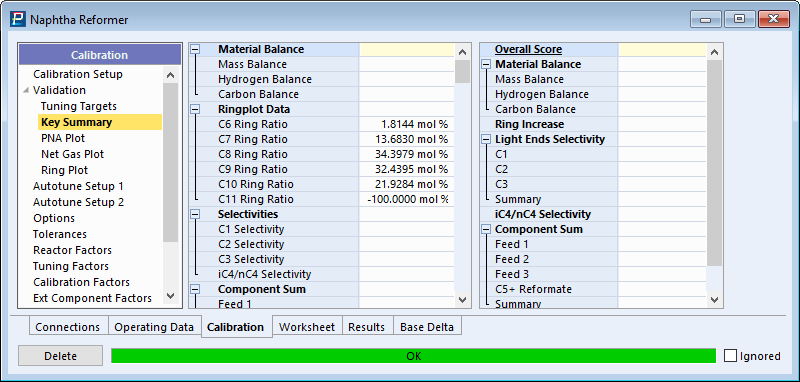 Naphtha Reformer
Calibration
Calibration Setup
Validation
Tuning Targets
Key Summary
PNA Plot
Net Gas Plot
Ring Plot
Autotune Setup 1
Autotune Setup 2
Options
Tolerances
Reactor Factors
Tuning Factors
Calibration Factors
Ext Component Factors
Material Balance
Mass Balance
Hydrogen Balance
Carbon Balance
Ringplot Data
C6 Ring Ratio 1.8144 mol %
C7 Ring Ratio 13.6830 mol %
C8 Ring Ratio 34.3979 mol %
C9 Ring Ratio 32.4395 mol %
C10 Ring Ratio 21.9284 mol %
C11 Ring Ratio -100.0000 mol %
Selectivities
C1 Selectivity
C2 Selectivity
C3 Selectivity
iC4/nC4 Selectivity
Component Sum
Feed 1
Overall Score
Material Balance
Mass Balance
Hydrogen Balance
Carbon Balance
Ring Increase
Light Ends Selectivity
C1
C2
C3
Summary
iC4/nC4 Selectivity
Component Sum
Feed 1
Feed 2
Feed 3
C5+ Reformate
Summary
Connections Operating Data Calibration Worksheet Results Base Delta
Delete OK Ignored